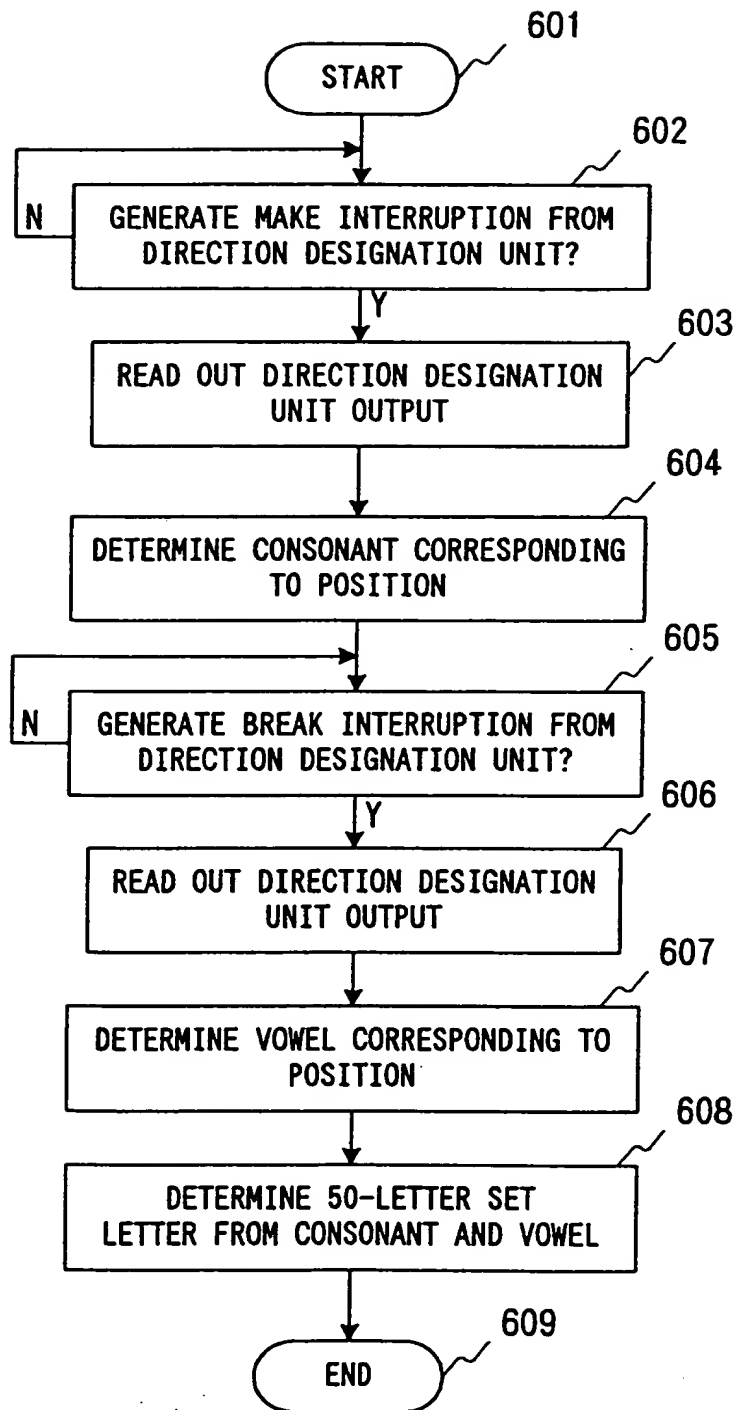 601
START
602
N
GENERATE MAKE INTERRUPTION FROM
DIRECTION DESIGNATION UNIT?
Y
603
READ OUT DIRECTION DESIGNATION
UNIT OUTPUT
604
DETERMINE CONSONANT CORRESPONDING
TO POSITION
605
N
GENERATE BREAK INTERRUPTION FROM
DIRECTION DESIGNATION UNIT?
Y
606
READ OUT DIRECTION DESIGNATION
UNIT OUTPUT
607
DETERMINE VOWEL CORRESPONDING TO
POSITION
608
DETERMINE 50-LETTER SET
LETTER FROM CONSONANT AND VOWEL
609
END